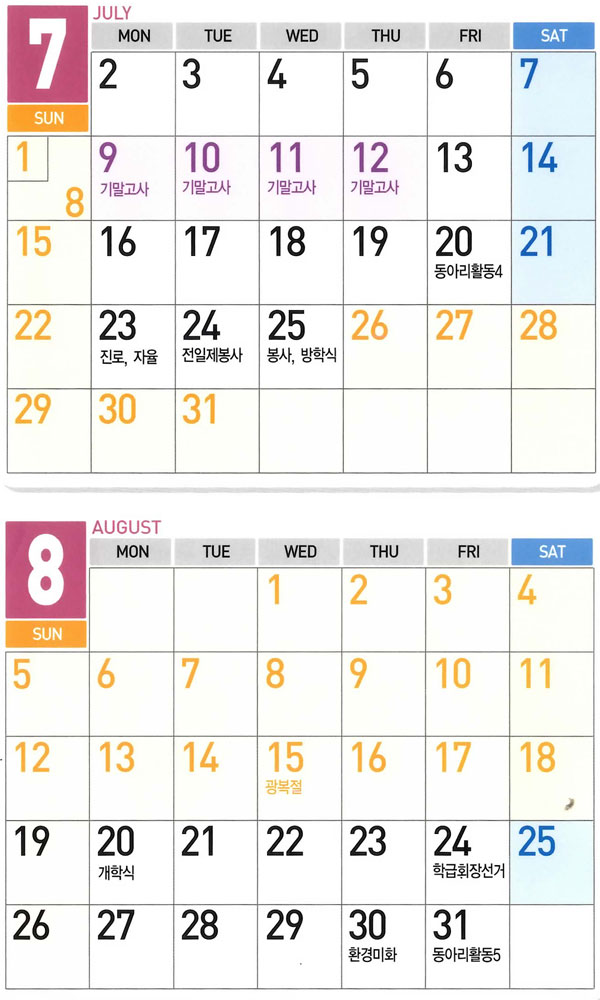 7 JULY
SUN MON TUE WED THU FRI SAT
1 2 3 4 5 6 7
8 9 10 11 12 13 14
기말고사 기말고사 기말고사 기말고사
15 16 17 18 19 20 21
동아리활동4
22 23 24 25 26 27 28
진로, 자율 전일제봉사 봉사, 방학식
29 30 31
8 AUGUST
SUN MON TUE WED THU FRI SAT
1 2 3 4
5 6 7 8 9 10 11
12 13 14 15 16 17 18
광복절
19 20 21 22 23 24 25
개학식 학급회장선거
26 27 28 29 30 31
환경미화 동아리활동5